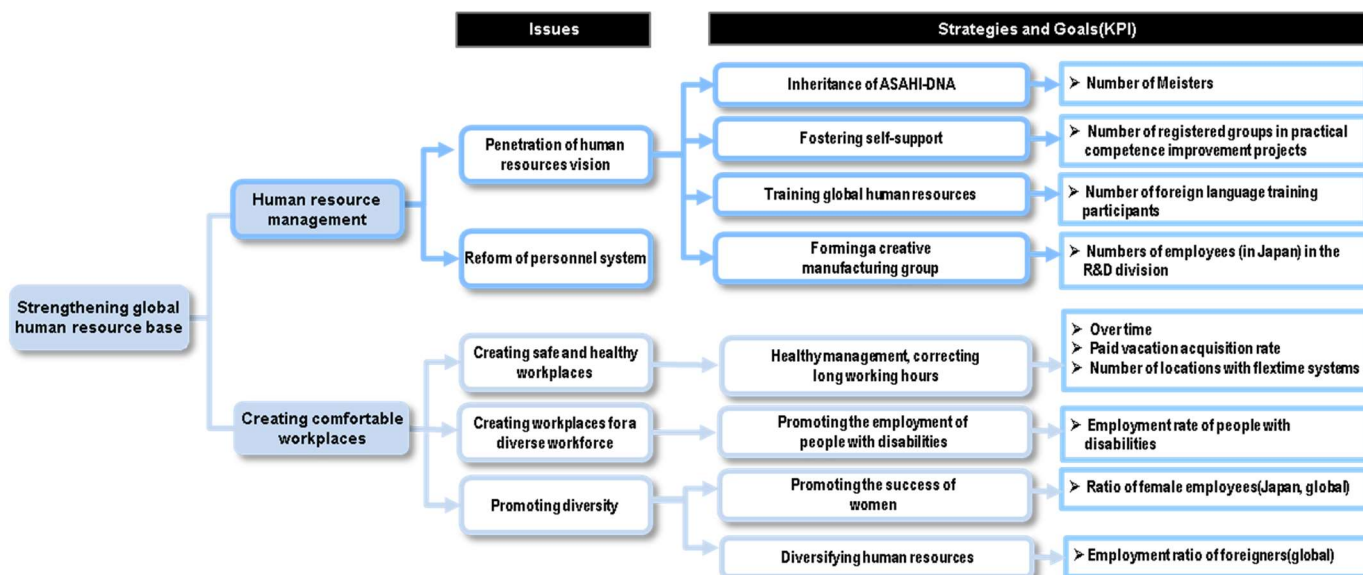 Issues
Strategies and Goals(KPI)
Strengthening global
human resource base
Human resource
management
Penetration of human
resources vision
Inheritance of ASAHI-DNA
➢ Number of Meisters
Fostering self-support
➢ Number of registered groups in practical
competence improvement projects
Training global human resources
➢ Number of foreign language training
participants
Forming a creative
manufacturing group
➢ Numbers of employees (in Japan) in the
R&D division
Reform of personnel system
Creating comfortable
workplaces
Creating safe and healthy
workplaces
Healthy management, correcting
long working hours
➢ Overtime
➢ Paid vacation acquisition rate
➢ Number of locations with flextime systems
Creating workplaces for a
diverse workforce
Promoting the employment of
people with disabilities
➢ Employment rate of people with
disabilities
Promoting diversity
Promoting the success of
women
➢ Ratio of female employees(Japan, global)
Diversifying human resources
➢ Employment ratio of foreigners(global)